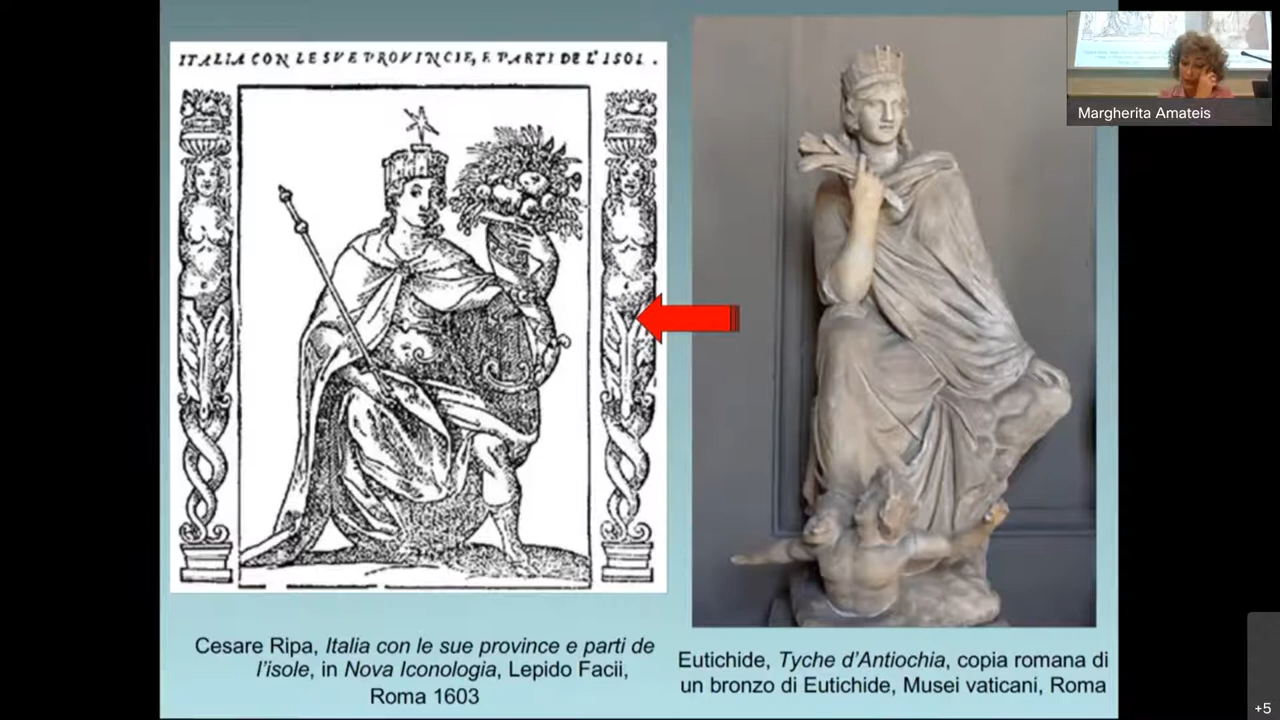 ITALIA CON LE SVE PROVINCIE, E PARTI DE L'ISOL .
Margherita Amateis
Cesare Ripa, Italia con le sue province e parti de
l'isole, in Nova Iconologia, Lepido Facii,
Roma 1603
Eutichide, Tyche d'Antiochia, copia romana di
un bronzo di Eutichide, Musei vaticani, Roma
+5